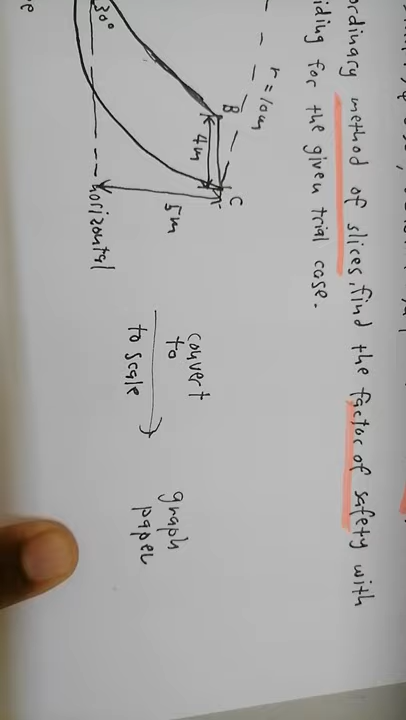 ordinary method of slices, find the factor of safety with
iding for the given trial case.
r = 10m
B
C
4m
5m
30°
horizontal
convert
to
to scale
graph
paper